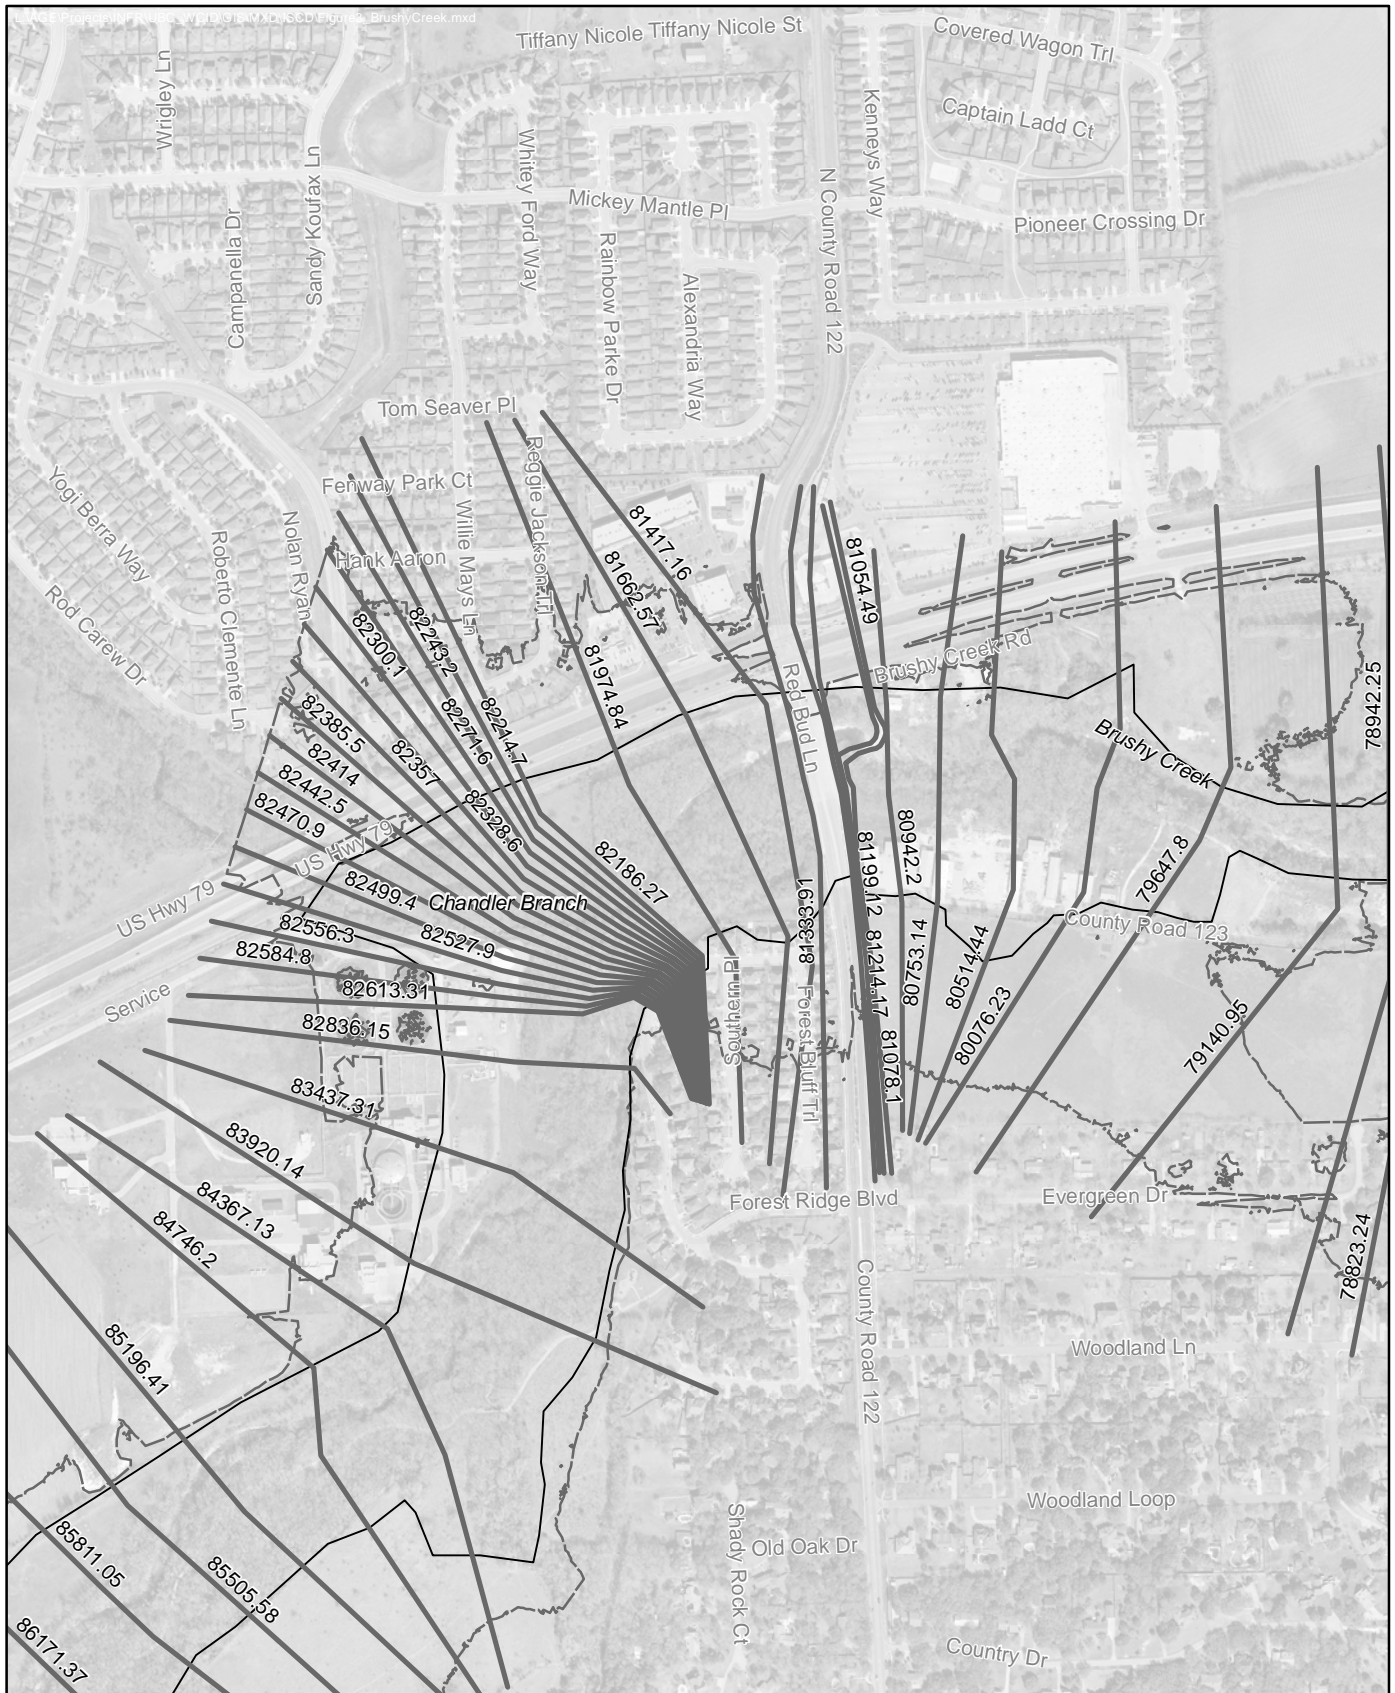 Tiffany Nicole Tiffany Nicole St
Covered Wagon Trl
Wrigley Ln
Kenneys Way
Captain Ladd Ct
Whitey Ford Way
Sandy Koufax Ln
Campanella Dr
Mickey Mantle Pl
N County Road 122
Pioneer Crossing Dr
Rainbow Parke Dr
Alexandria Way
Tom Seaver Pl
Reggie Jackson Trl
Fenway Park Ct
Yogi Berra Way
Willie Mays Ln
Nolan Ryan
Roberto Clemente Ln
Hank Aaron
Rod Carew Dr
81417.16
81662.57
81054.49
82243.2
82300.1
81974.84
Brushy Creek Rd
Red Bud Ln
78942.25
82214.7
82271.6
82385.5
82357
82414
Brushy Creek
82442.5
82470.9
82328.6
US Hwy 79
US Hwy 79
82186.27
80942.2
79647.8
82499.4
Chandler Branch
81199.12
81333.91
82556.3
82527.9
County Road 123
82584.8
81214.17
80753.14
80514.44
Service
82613.31
82836.15
80076.23
79140.95
Southern Pl
Forest Bluff Trl
81078.1
83437.31
83920.14
84367.13
Forest Ridge Blvd
Evergreen Dr
84746.2
78823.24
County Road 122
85196.41
Woodland Ln
Woodland Loop
Shady Rock Ct
Old Oak Dr
85811.05
85505.58
86171.37
Country Dr